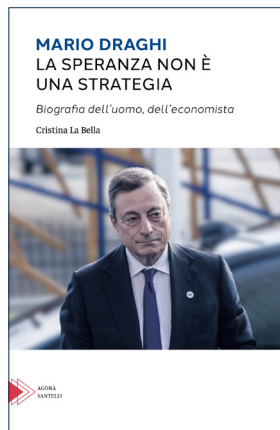 MARIO DRAGHI
LA SPERANZA NON È
UNA STRATEGIA
Biografia dell'uomo, dell'economista
Cristina La Bella
AGORÀ
SANTELLI